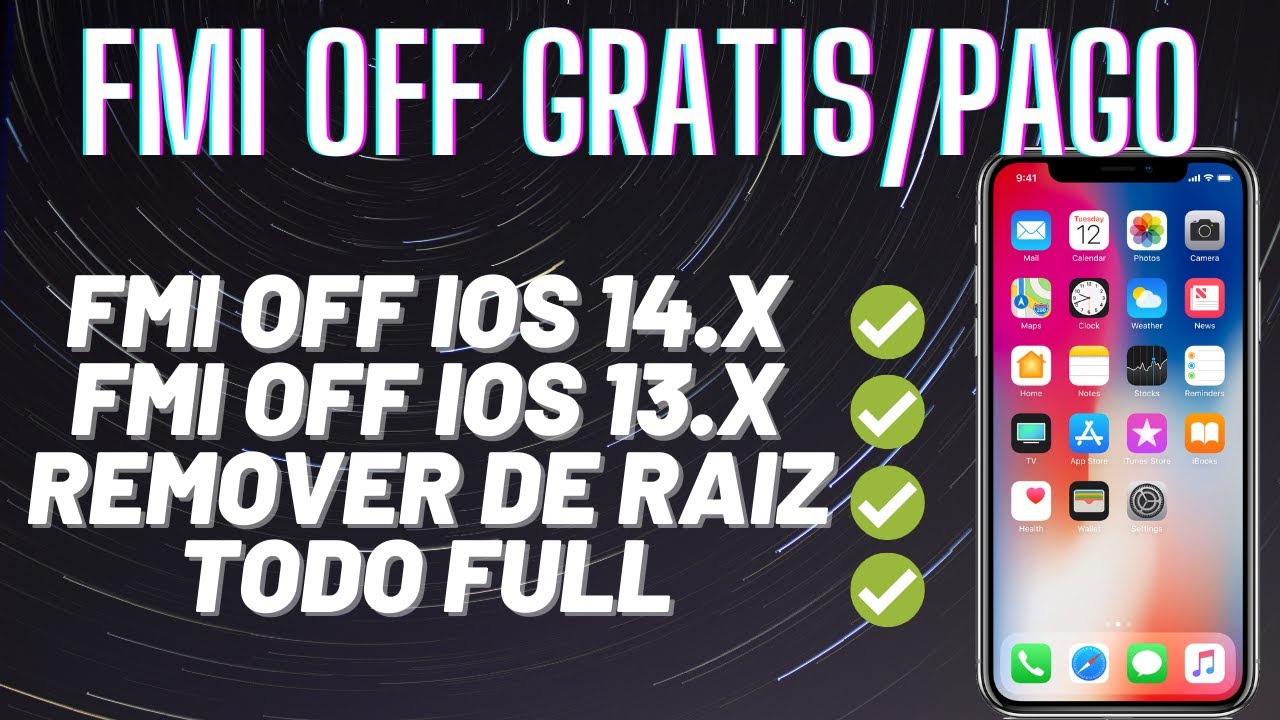 FMI OFF GRATIS/PAGO
FMI OFF IOS 14.X
FMI OFF IOS 13.X
REMOVER DE RAIZ
TODO FULL
9:41
Mail
Tuesday
12
Calendar
Photos
Camera
Maps
Clock
Weather
News
Home
Notes
Stocks
Reminders
TV
App Store
iTunes Store
iBooks
Health
Wallet
Settings